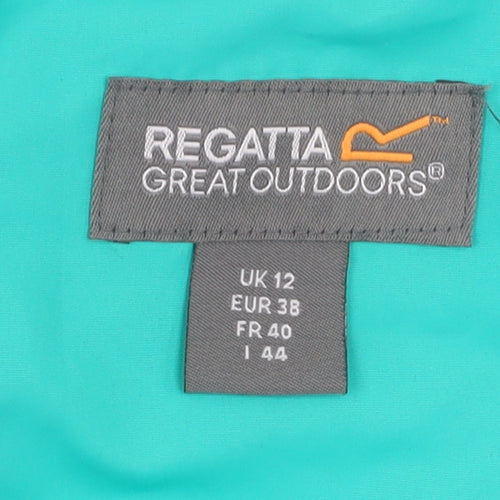 REGATTA
GREAT OUTDOORS®
UK 12
EUR 38
FR 40
I 44